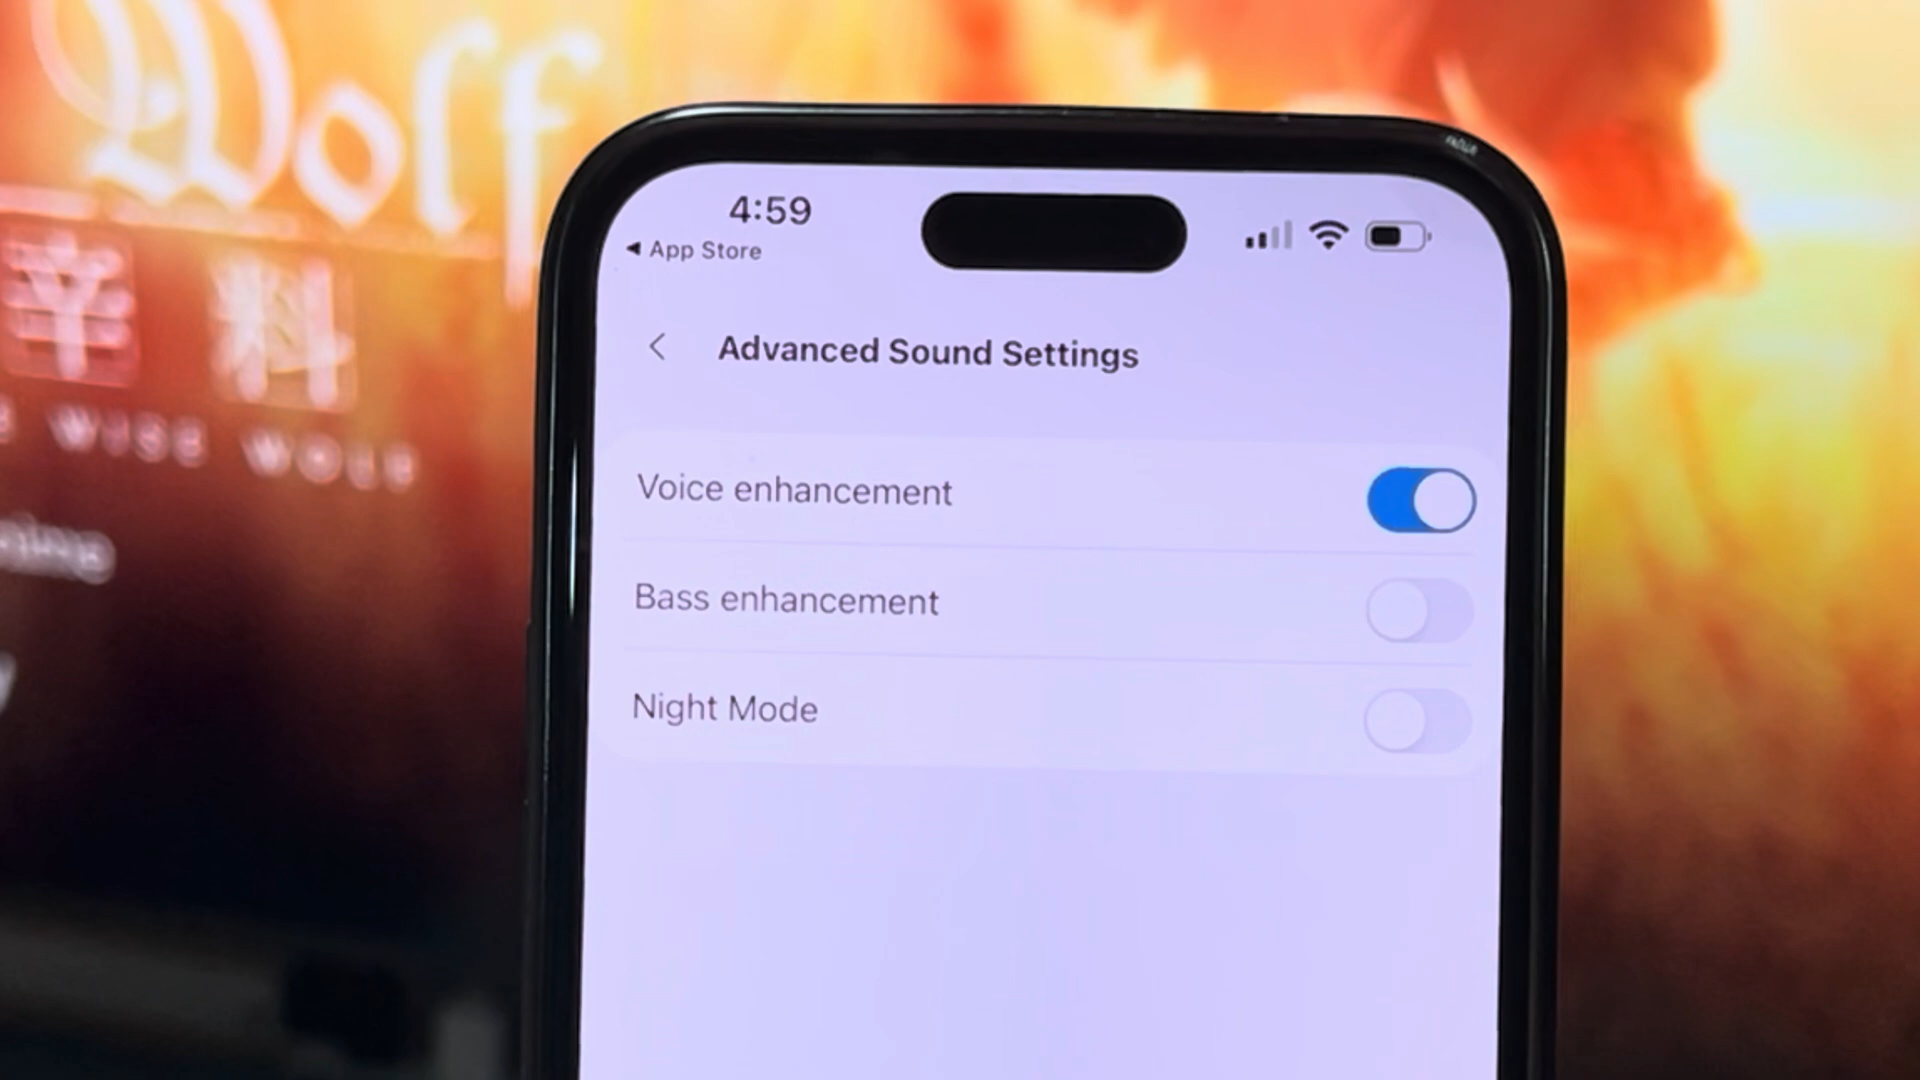 Wolf
4:59
◀ App Store
Advanced Sound Settings
WISE WOLF
Voice enhancement
Bass enhancement
Night Mode